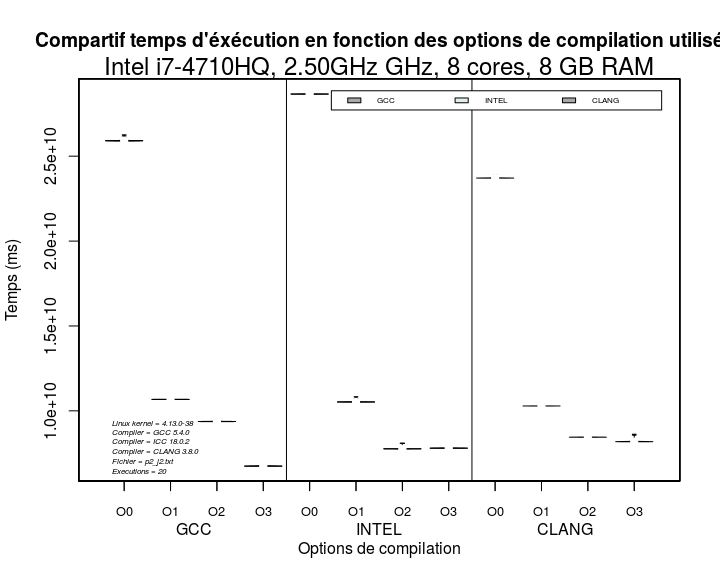 Compartif temps d'éxécution en fonction des options de compilation utilisé
Intel i7-4710HQ, 2.50GHz GHz, 8 cores, 8 GB RAM
GCC INTEL CLANG
2.5e+10
2.0e+10
1.5e+10
1.0e+10
Temps (ms)
Linux kernel = 4.13.0-38
Compiler = GCC 5.4.0
Compiler = ICC 18.0.2
Compiler = CLANG 3.8.0
Fichier = p2_j2.txt
Executions = 20
O0 O1 O2 O3 O0 O1 O2 O3 O0 O1 O2 O3
GCC INTEL CLANG
Options de compilation